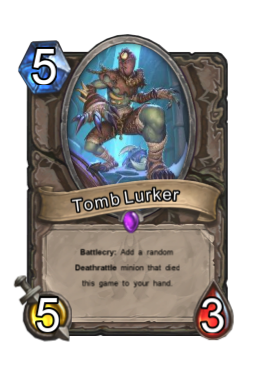 5
Tomb Lurker
Battlecry: Add a random
Deathrattle minion that died
this game to your hand.
5
3